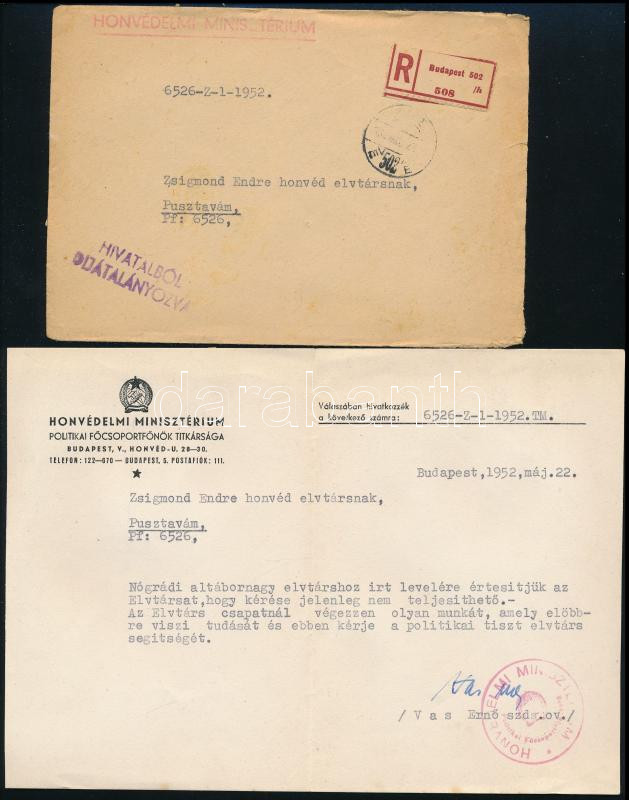 HONVÉDELMI MINISZTÉRIUM
R
Budapest 502
/h
508
6526-Z-1-1952.
502
Zsigmond Endre honvéd elvtársnak,
Pusztavám,
Pf: 6526,
HIVATALBÓL
DIJÁTALÁNYOZVA
darabanth
HONVÉDELMI MINISZTÉRIUM
POLITIKAI FŐCSOPORTFŐNÖK TITKÁRSÁGA
BUDAPEST, V., HONVÉD-U. 28—30.
TELEFON: 122—670 — BUDAPEST, 5. POSTAFIÓK: 111.
Válaszában hivatkozzék
a következő számra:
6526-Z-1-1952.TM.
Budapest,1952,máj.22.
Zsigmond Endre honvéd elvtársnak,
Pusztavám,
Pf: 6526,
Nógrádi altábornagy elvtárshoz irt levelére értesitjük az
Elvtársat,hogy kérése jelenleg nem teljesithető.-
Az Elvtárs csapatnál végezzen olyan munkát, amely előbb-
re viszi tudását és ebben kérje a politikai tiszt elvtárs
segitségét.
/ V a s Ernő szds.ov./
HONVÉDELMI MINISZTÉRIUM